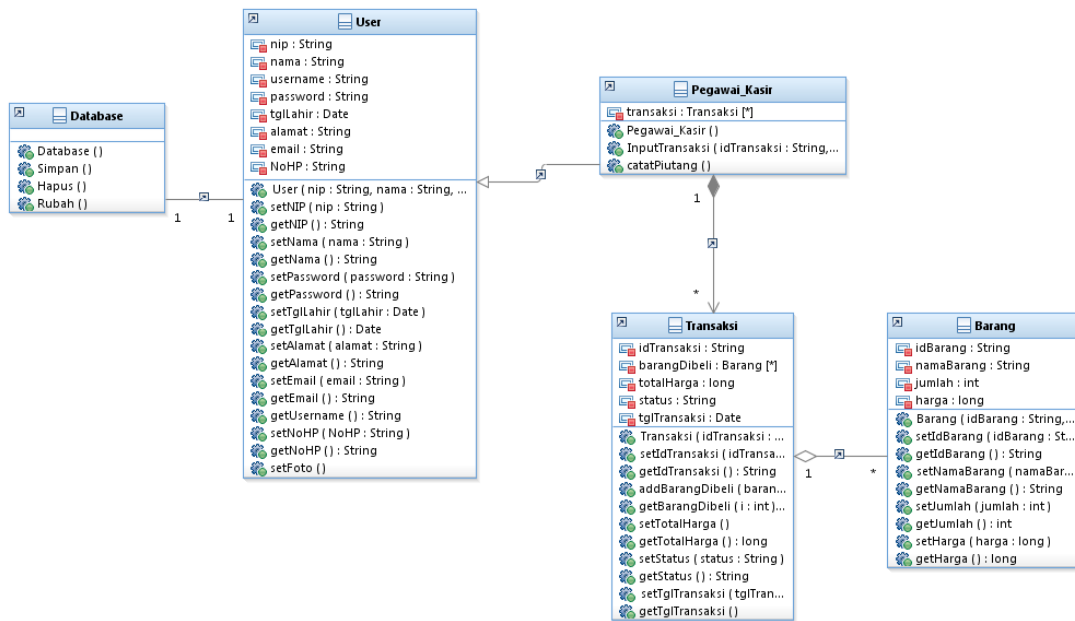 User
nip : String
nama : String
username : String
password : String
tglLahir : Date
alamat : String
email : String
NoHP : String
User ( nip : String, nama : String, ...
setNIP ( nip : String )
getNIP ( ) : String
setNama ( nama : String )
getNama ( ) : String
setPassword ( password : String )
getPassword ( ) : String
setTglLahir ( tglLahir : Date )
getTglLahir ( ) : Date
setAlamat ( alamat : String )
getAlamat ( ) : String
setEmail ( email : String )
getEmail ( ) : String
getUsername ( ) : String
setNoHP ( NoHP : String )
getNoHP ( ) : String
setFoto ( )
Database
Database ( )
Simpan ( )
Hapus ( )
Rubah ( )
1
1
Pegawai_Kasir
transaksi : Transaksi [*]
Pegawai_Kasir ( )
InputTransaksi ( idTransaksi : String,...
catatPiutang ( )
1
*
Transaksi
idTransaksi : String
barangDibeli : Barang [*]
totalHarga : long
status : String
tglTransaksi : Date
Transaksi ( idTransaksi : ...
setIdTransaksi ( idTransa...
getIdTransaksi ( ) : String
addBarangDibeli ( baran...
getBarangDibeli ( i : int )...
setTotalHarga ( )
getTotalHarga ( ) : long
setStatus ( status : String )
getStatus ( ) : String
setTglTransaksi ( tglTran...
getTglTransaksi ( )
1
*
Barang
idBarang : String
namaBarang : String
jumlah : int
harga : long
Barang ( idBarang : String,...
setIdBarang ( idBarang : St...
getIdBarang ( ) : String
setNamaBarang ( namaBar...
getNamaBarang ( ) : String
setJumlah ( jumlah : int )
getJumlah ( ) : int
setHarga ( harga : long )
getHarga ( ) : long